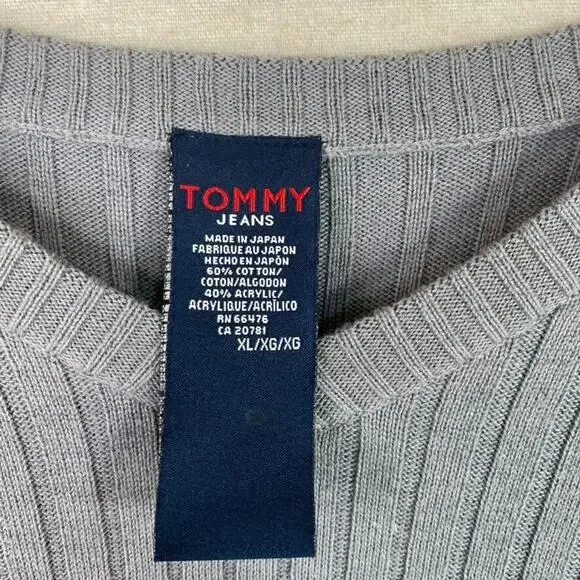 TOMMY
JEANS
MADE IN JAPAN
FABRIQUE AU JAPON
HECHO EN JAPÓN
60% COTTON/
COTON/ALGODON
40% ACRYLIC/
ACRYLIQUE/ACRÍLICO
RN 66476
CA 20781
XL/XG/XG